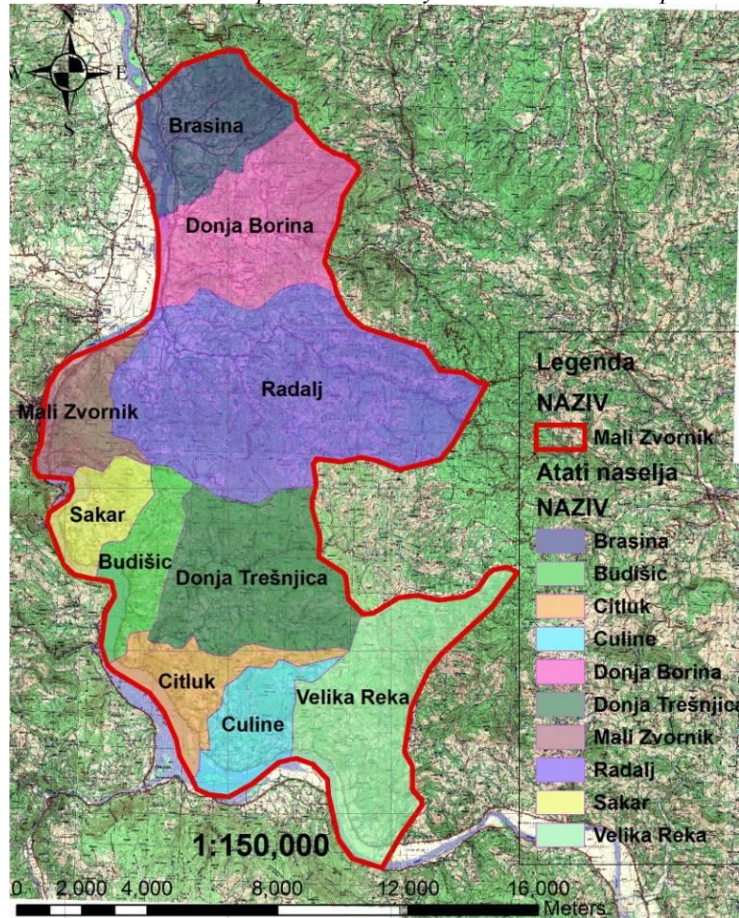 N
W E
S
Brasina
Donja Borina
Radalj
Mali Zvornik
Sakar
Budišic
Donja Trešnjica
Citluk
Culine
Velika Reka
Legenda
NAZIV
Mali Zvornik
Atati naselja
NAZIV
Brasina
Budišic
Citluk
Culine
Donja Borina
Donja Trešnjica
Mali Zvornik
Radalj
Sakar
Velika Reka
1:150,000
0 2,000 4,000 8,000 12,000 16,000
Meters